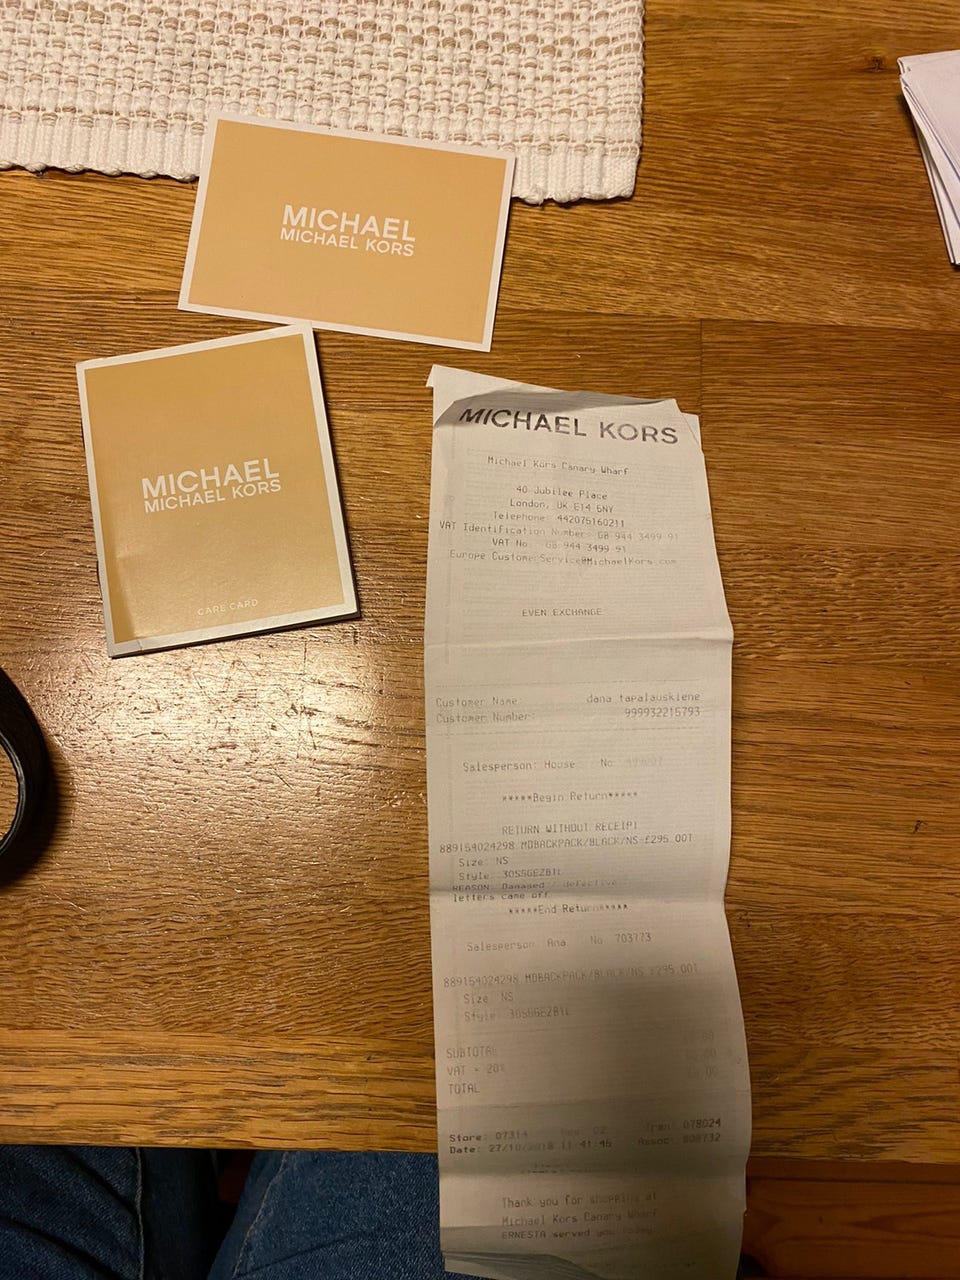 MICHAEL
MICHAEL KORS
MICHAEL
MICHAEL KORS
CARE CARD
MICHAEL KORS
Michael Kors Canary Wharf
40 Jubilee Place
London, UK E14 5NY
Telephone: 442075160211
VAT Identification Number: GB 944 3499 91
VAT No. GB 944 3499 91
Europe CustomerService@MichaelKors.com
EVEN EXCHANGE
Customer Name: dana tapalauskiene
Customer Number: 999932215793
Salesperson: House No
*****Begin Return*****
RETURN WITHOUT RECEIPT
889154024298 MDBACKPACK/BLACK/NS-£295.00T
Size: NS
Style: 30S5GEZB1L
REASON: Damaged / defective
letters came off
*****End Return*****
Salesperson: Ana No 703773
889154024298 MDBACKPACK/BLACK/NS £295.00T
Size: NS
Style: 30S5GEZB1L
SUBTOTAL
VAT = 20%
TOTAL
Store: 07314 02 Tran: 078024
Date: 27/10/2018 11:41:46 Assoc: 808732
Thank you for shopping at
Michael Kors Canary Wharf
ERNESTA served you today